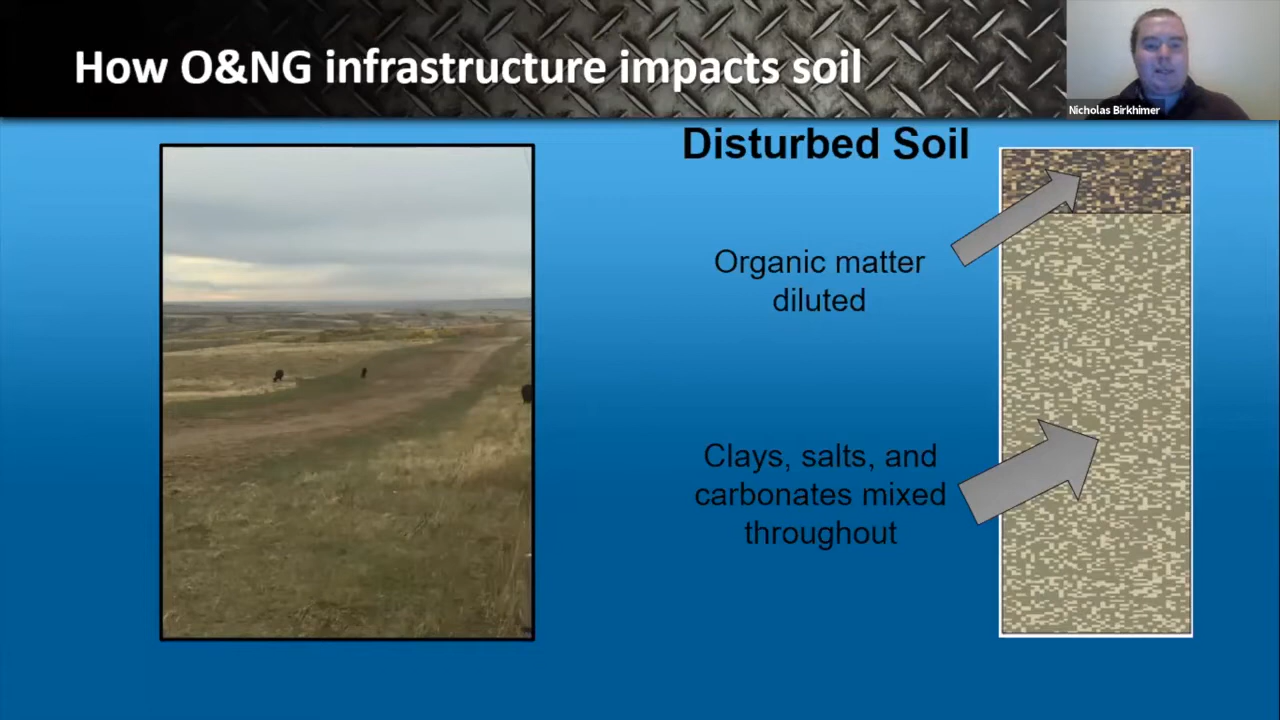 How O&NG infrastructure impacts soil
Nicholas Birkhimer
Disturbed Soil
Organic matter
diluted
Clays, salts, and
carbonates mixed
throughout